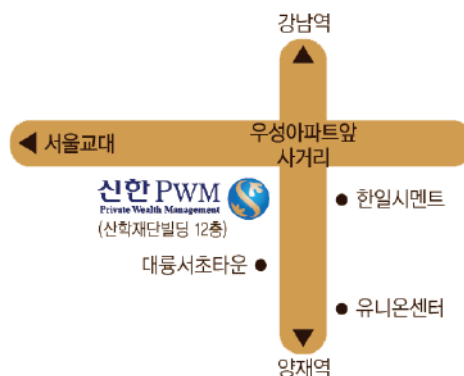 강남역
서울교대
우성아파트앞
사거리
신한 PWM
Private Wealth Management
(산학재단빌딩 12층)
한일시멘트
대륭서초타운
유니온센터
양재역